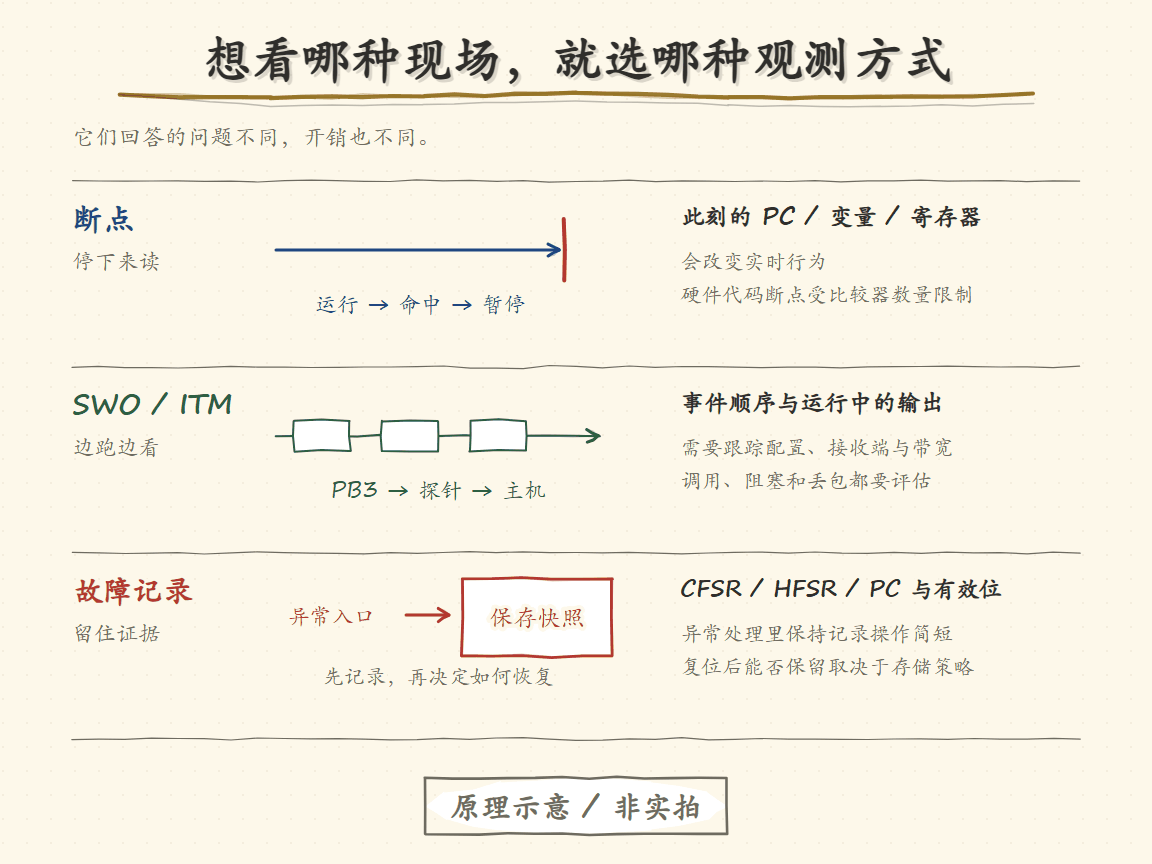 想看哪种现场，就选哪种观测方式
它们回答的问题不同，开销也不同。
断点
停下来读
运行 → 命中 → 暂停
此刻的 PC / 变量 / 寄存器
会改变实时行为
硬件代码断点受比较器数量限制
SWO / ITM
边跑边看
PB3 → 探针 → 主机
事件顺序与运行中的输出
需要跟踪配置、接收端与带宽
调用、阻塞和丢包都要评估
故障记录
留住证据
异常入口
保存快照
先记录，再决定如何恢复
CFSR / HFSR / PC 与有效位
异常处理里保持记录操作简短
复位后能否保留取决于存储策略
原理示意 / 非实拍